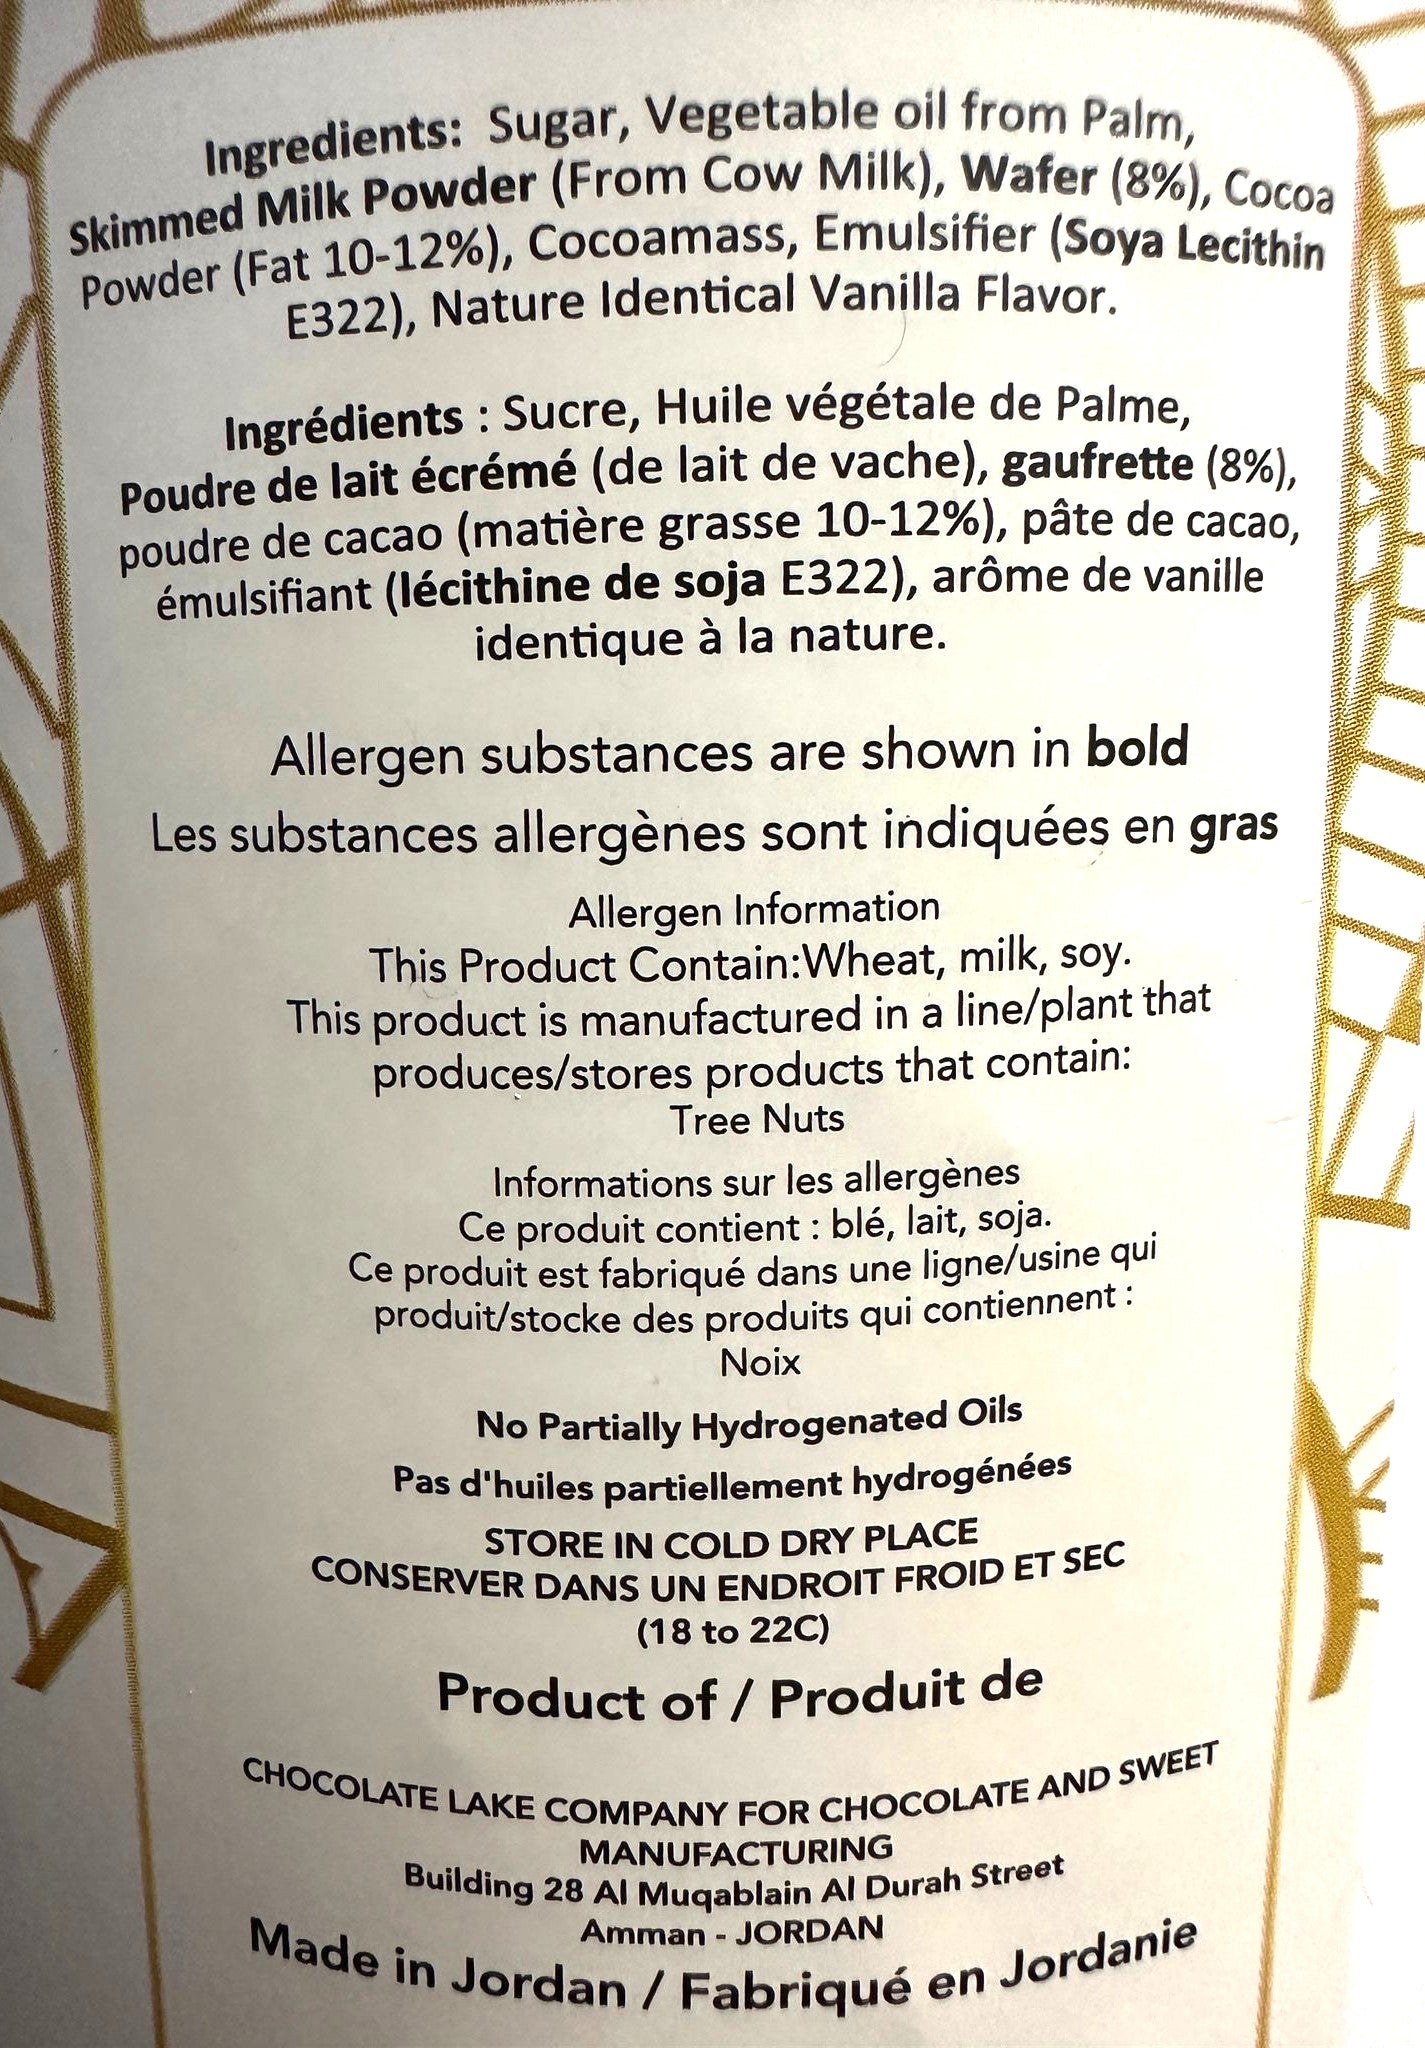 Ingredients: Sugar, Vegetable oil from Palm,
Skimmed Milk Powder (From Cow Milk), Wafer (8%), Cocoa
Powder (Fat 10-12%), Cocoamass, Emulsifier (Soya Lecithin
E322), Nature Identical Vanilla Flavor.
Ingrédients : Sucre, Huile végétale de Palme,
Poudre de lait écrémé (de lait de vache), gaufrette (8%),
poudre de cacao (matière grasse 10-12%), pâte de cacao,
émulsifiant (lécithine de soja E322), arôme de vanille
identique à la nature.
Allergen substances are shown in bold
Les substances allergènes sont indiquées en gras
Allergen Information
This Product Contain:Wheat, milk, soy.
This product is manufactured in a line/plant that
produces/stores products that contain:
Tree Nuts
Informations sur les allergènes
Ce produit contient : blé, lait, soja.
Ce produit est fabriqué dans une ligne/usine qui
produit/stocke des produits qui contiennent :
Noix
No Partially Hydrogenated Oils
Pas d'huiles partiellement hydrogénées
STORE IN COLD DRY PLACE
CONSERVER DANS UN ENDROIT FROID ET SEC
(18 to 22C)
Product of / Produit de
CHOCOLATE LAKE COMPANY FOR CHOCOLATE AND SWEET
MANUFACTURING
Building 28 Al Muqablain Al Durah Street
Amman - JORDAN
Made in Jordan / Fabriqué en Jordanie